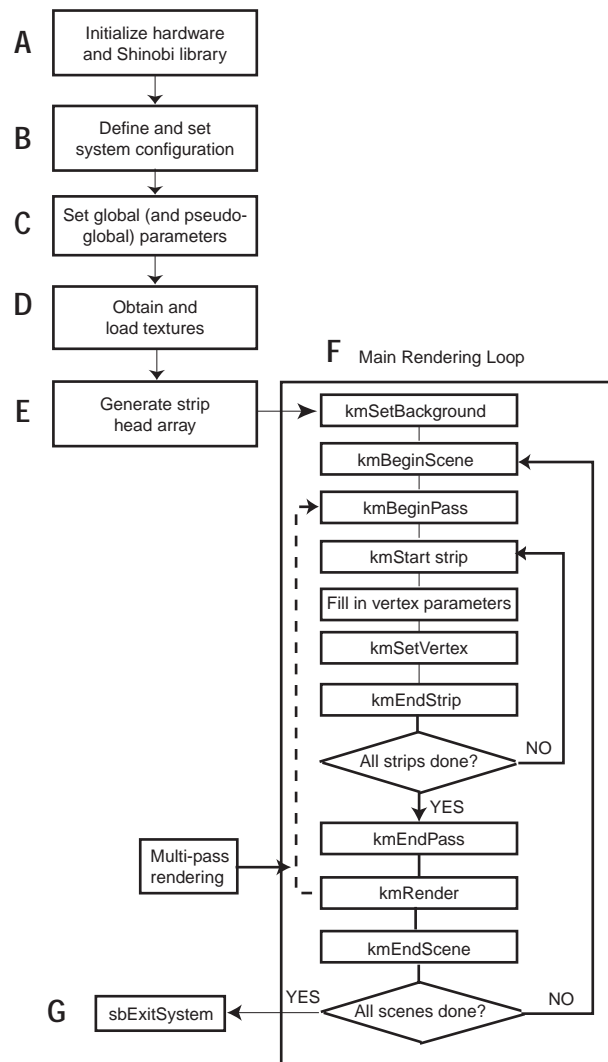 A
Initialize hardware
and Shinobi library
B
Define and set
system configuration
C
Set global (and pseudo-
global) parameters
D
Obtain and
load textures
E
Generate strip
head array
F Main Rendering Loop
kmSetBackground
kmBeginScene
kmBeginPass
kmStart strip
Fill in vertex parameters
kmSetVertex
kmEndStrip
All strips done?
NO
YES
kmEndPass
Multi-pass
rendering
kmRender
kmEndScene
All scenes done?
NO
YES
G
sbExitSystem